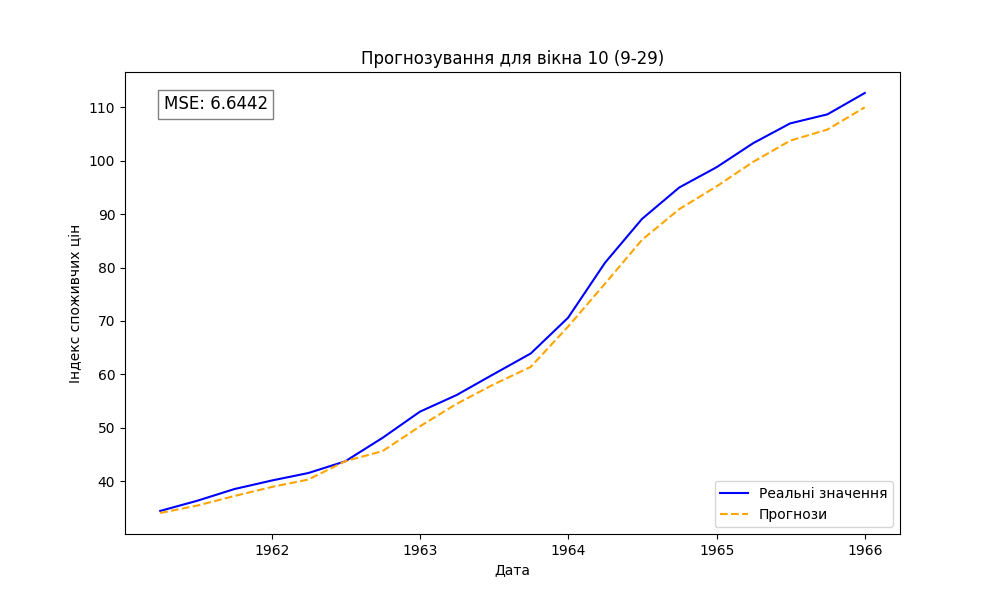 Прогнозування для вікна 10 (9-29)
MSE: 6.6442
Індекс споживчих цін
110
100
90
80
70
60
50
40
Реальні значення
Прогнози
1962
1963
1964
1965
1966
Дата